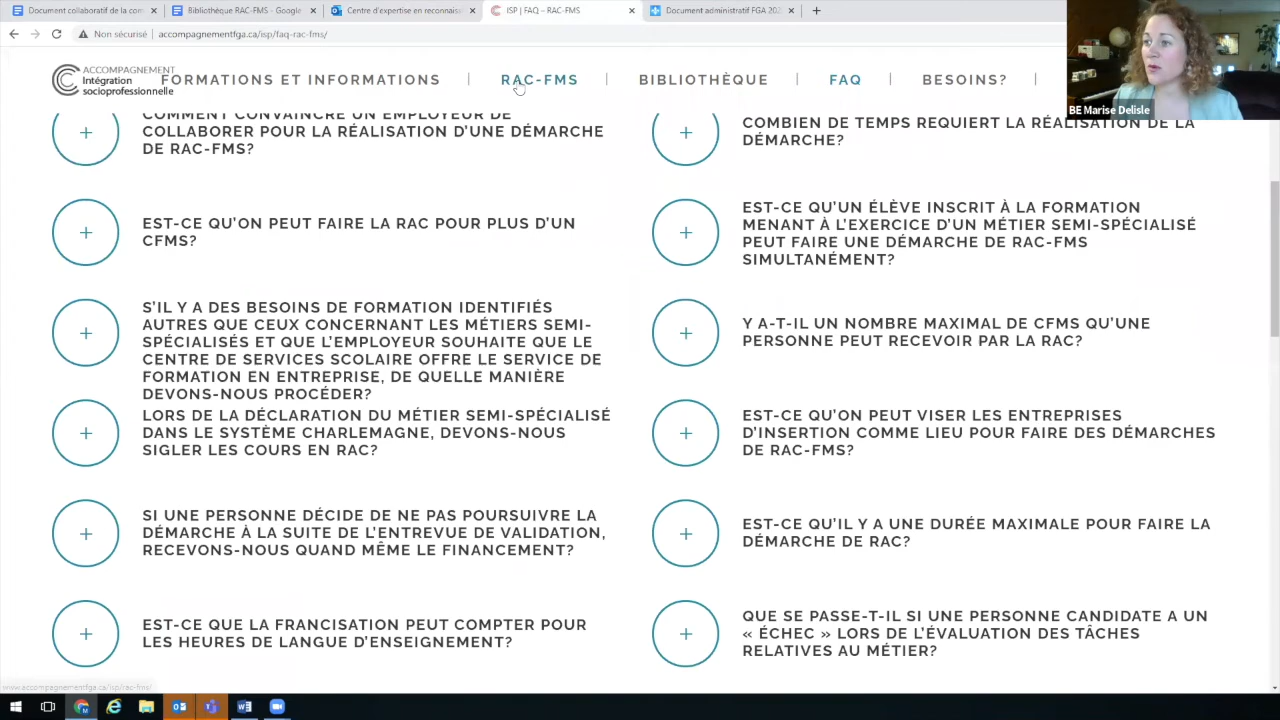 Document collaboratif de la com
Bibliothèque RAC-FMS - Google
Centre d'expertise en reconnaiss
ISP | FAQ – RAC-FMS
Document administratif FGA 202
Non sécurisé
accompagnementfga.ca/isp/faq-rac-fms/
ACCOMPAGNEMENT
Intégration
socioprofessionnelle
FORMATIONS ET INFORMATIONS
RAC-FMS
BIBLIOTHÈQUE
FAQ
BESOINS?
BE Marise Delisle
COMMENT CONVAINCRE UN EMPLOYEUR DE
COLLABORER POUR LA RÉALISATION D'UNE DÉMARCHE
DE RAC-FMS?
COMBIEN DE TEMPS REQUIERT LA RÉALISATION DE LA
DÉMARCHE?
EST-CE QU'ON PEUT FAIRE LA RAC POUR PLUS D'UN
CFMS?
EST-CE QU'UN ÉLÈVE INSCRIT À LA FORMATION
MENANT À L'EXERCICE D'UN MÉTIER SEMI-SPÉCIALISÉ
PEUT FAIRE UNE DÉMARCHE DE RAC-FMS
SIMULTANÉMENT?
S'IL Y A DES BESOINS DE FORMATION IDENTIFIÉS
AUTRES QUE CEUX CONCERNANT LES MÉTIERS SEMI-
SPÉCIALISÉS ET QUE L'EMPLOYEUR SOUHAITE QUE LE
CENTRE DE SERVICES SCOLAIRE OFFRE LE SERVICE DE
FORMATION EN ENTREPRISE, DE QUELLE MANIÈRE
DEVONS-NOUS PROCÉDER?
Y A-T-IL UN NOMBRE MAXIMAL DE CFMS QU'UNE
PERSONNE PEUT RECEVOIR PAR LA RAC?
LORS DE LA DÉCLARATION DU MÉTIER SEMI-SPÉCIALISÉ
DANS LE SYSTÈME CHARLEMAGNE, DEVONS-NOUS
SIGLER LES COURS EN RAC?
EST-CE QU'ON PEUT VISER LES ENTREPRISES
D'INSERTION COMME LIEU POUR FAIRE DES DÉMARCHES
DE RAC-FMS?
SI UNE PERSONNE DÉCIDE DE NE PAS POURSUIVRE LA
DÉMARCHE À LA SUITE DE L'ENTREVUE DE VALIDATION,
RECEVONS-NOUS QUAND MÊME LE FINANCEMENT?
EST-CE QU'IL Y A UNE DURÉE MAXIMALE POUR FAIRE LA
DÉMARCHE DE RAC?
EST-CE QUE LA FRANCISATION PEUT COMPTER POUR
LES HEURES DE LANGUE D'ENSEIGNEMENT?
QUE SE PASSE-T-IL SI UNE PERSONNE CANDIDATE A UN
« ÉCHEC » LORS DE L'ÉVALUATION DES TÂCHES
RELATIVES AU MÉTIER?
www.accompagnementfga.ca/isp/rac-fms/